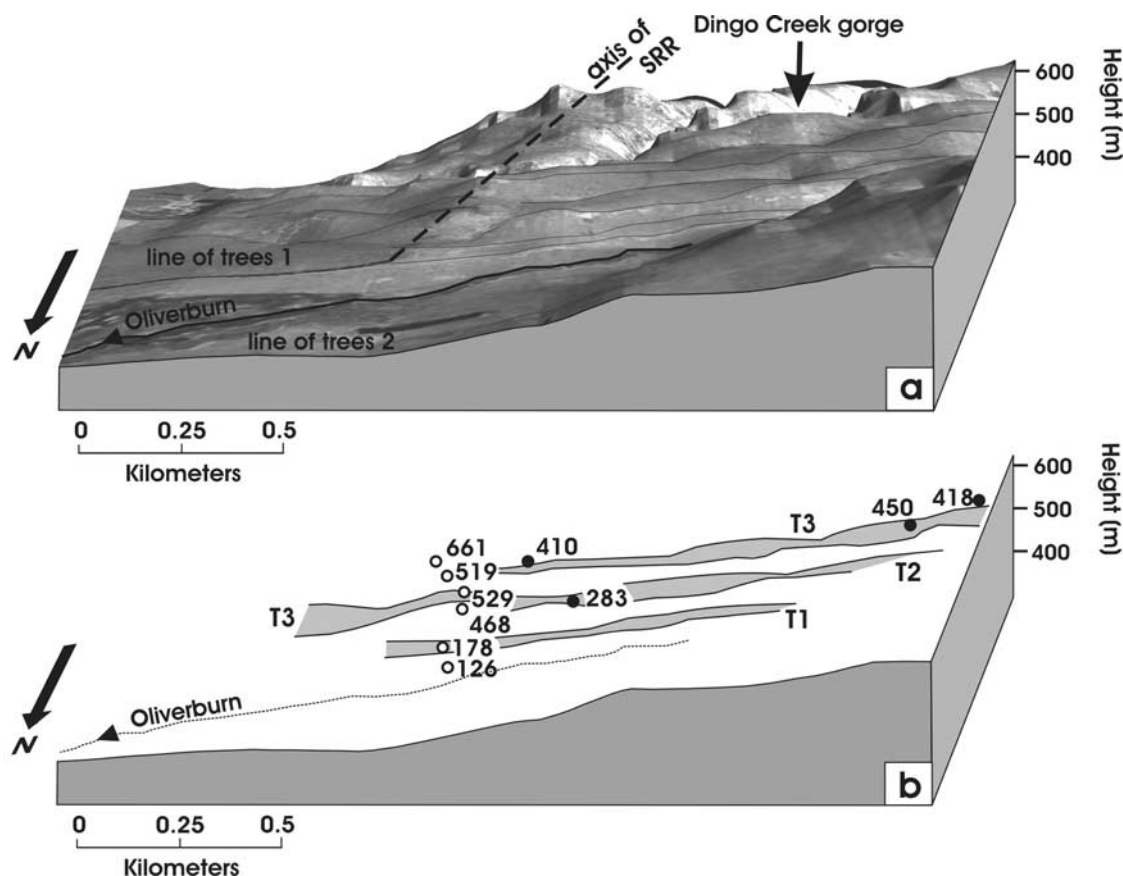 Dingo Creek gorge
axis of
SRR
Height (m)
600
500
400
line of trees 1
Oliverburn
line of trees 2
N
a
0 0.25 0.5
Kilometers
Height (m)
600
500
400
418
450
T3
410
661
519
T2
529
283
T3
468
T1
178
126
Oliverburn
N
b
0 0.25 0.5
Kilometers